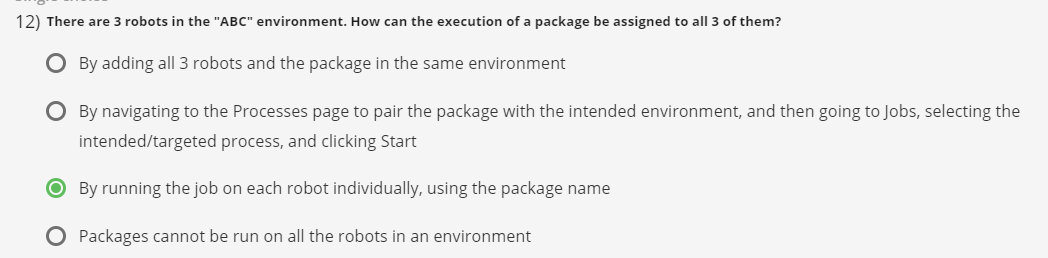 12) There are 3 robots in the "ABC" environment. How can the execution of a package be assigned to all 3 of them?
By adding all 3 robots and the package in the same environment
By navigating to the Processes page to pair the package with the intended environment, and then going to Jobs, selecting the
intended/targeted process, and clicking Start
By running the job on each robot individually, using the package name
Packages cannot be run on all the robots in an environment